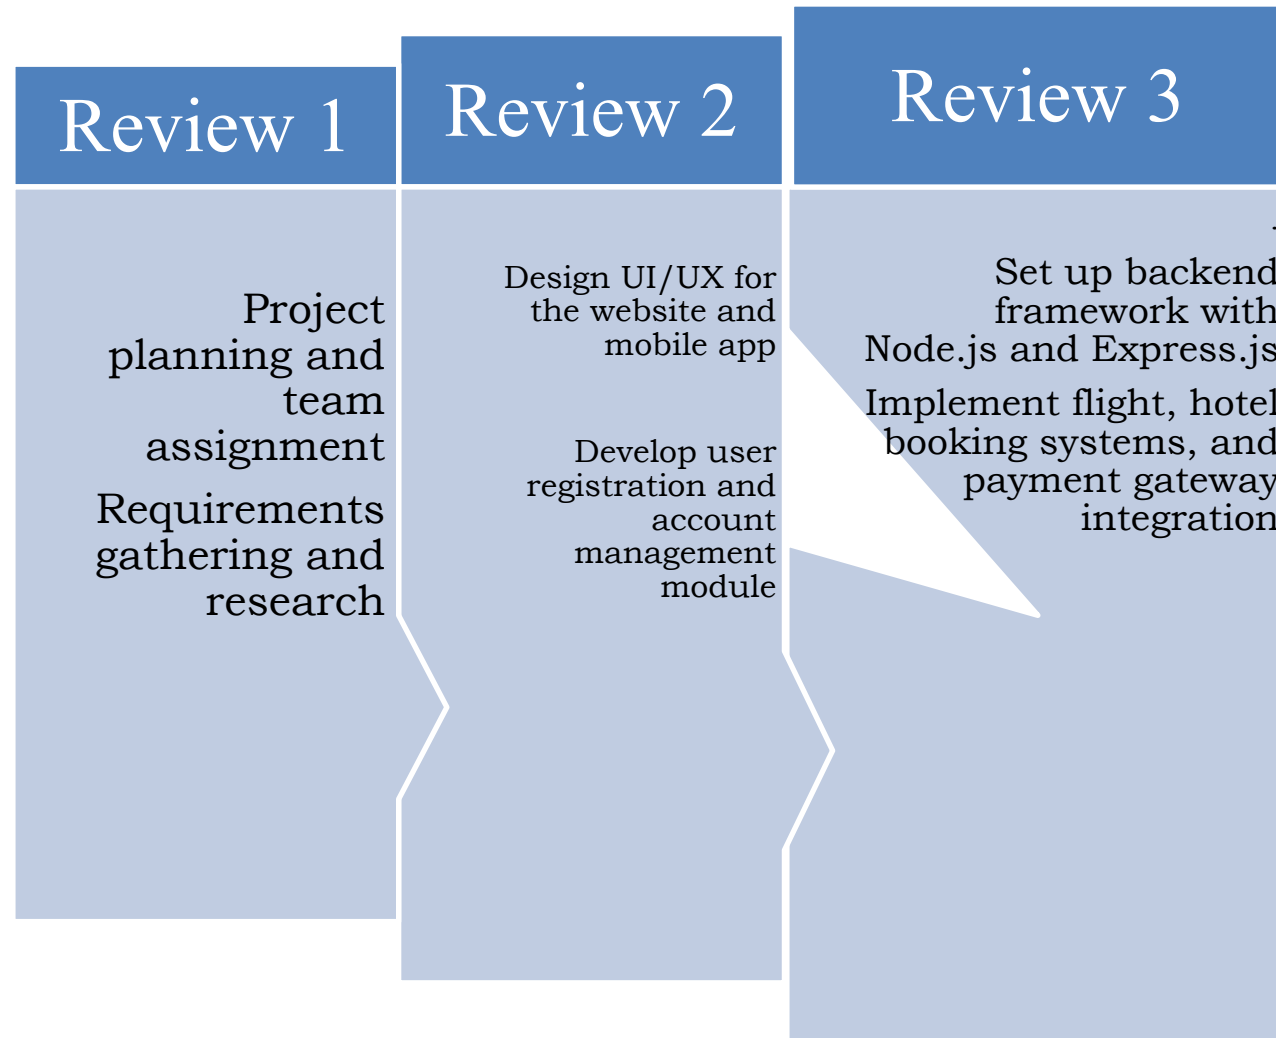 Review 1
Project
planning and
team
assignment
Requirements
gathering and
research
Review 2
Design UI/UX for
the website and
mobile app
Develop user
registration and
account
management
module
Review 3
Set up backend
framework with
Node.js and Express.js
Implement flight, hotel
booking systems, and
payment gateway
integration